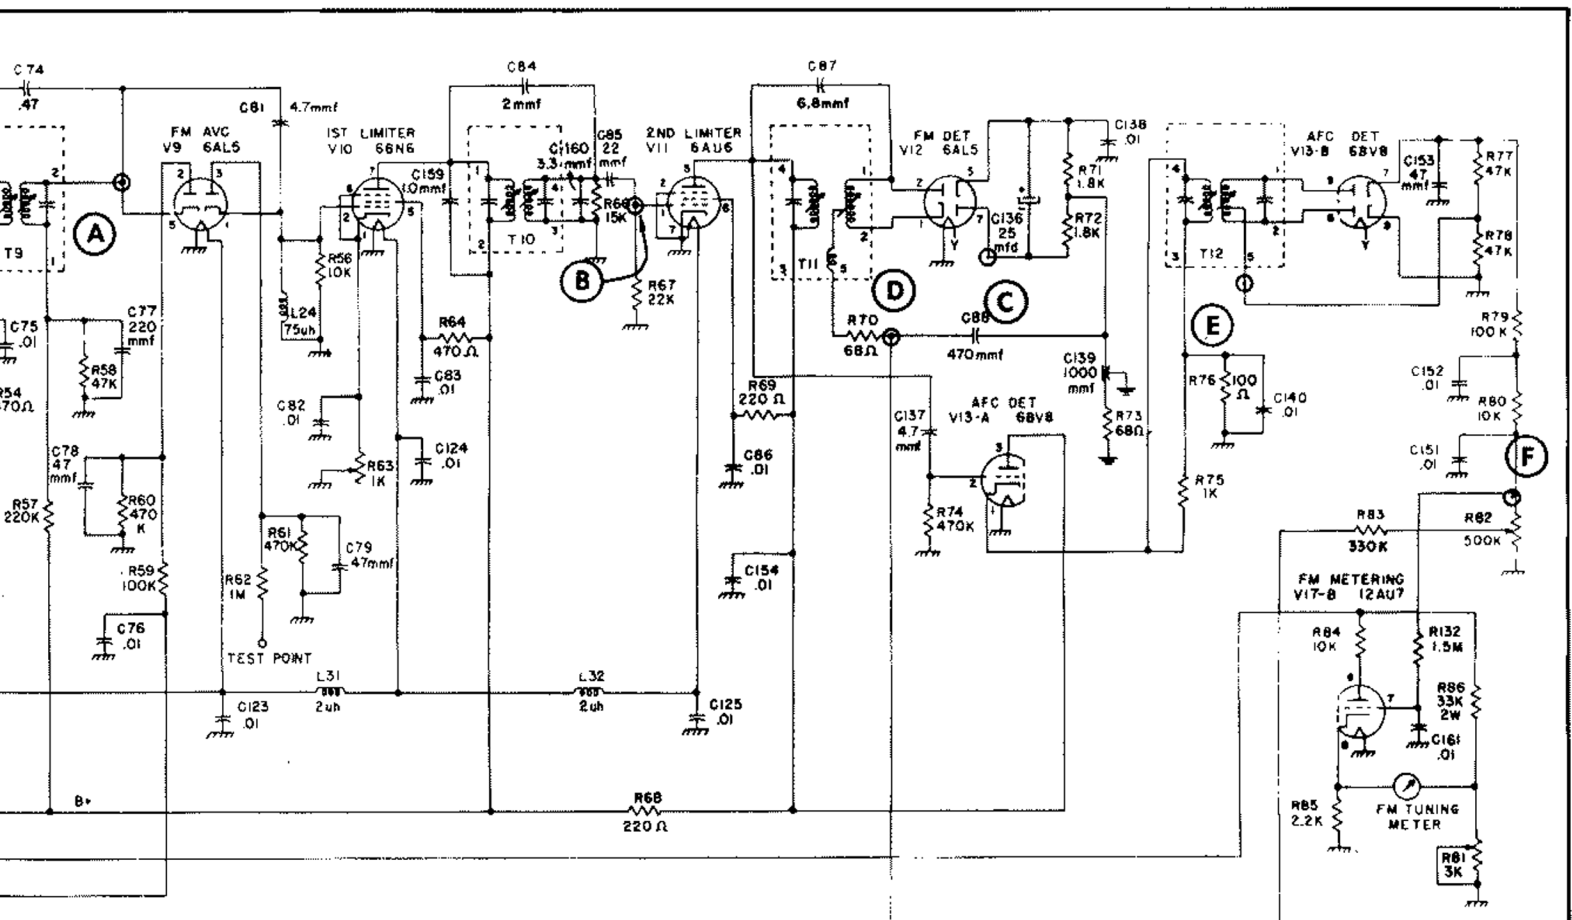 C74
.47
C81
4.7mmf
FM AVC
V9 6AL5
1ST LIMITER
V10 6BN6
C84
2mmf
C159
1.0mmf
C160
3.3mmf
C85
22
mmf
R66
15K
2ND LIMITER
V11 6AU6
C87
6.8mmf
FM DET
V12 6AL5
C138
.01
R71
1.8K
R72
1.8K
C136
25
mfd
AFC DET
V13-B 6BV8
C153
47
mmf
R77
47K
R78
47K
T9
A
T10
B
T11
T12
R56
10K
L24
75uh
R67
22K
D
C
E
C75
.01
C77
220
mmf
R58
47K
R54
470Ω
R64
470Ω
C83
.01
C82
.01
R70
68Ω
C88
470mmf
C139
1000
mmf
R73
68Ω
R76
100
Ω
C140
.01
R79
100K
C152
.01
R80
10K
C151
.01
F
R69
220Ω
C137
4.7
mmf
AFC DET
V13-A 6BV8
C78
47
mmf
R60
470
K
R57
220K
R63
1K
C124
.01
C86
.01
R74
470K
R75
1K
R83
330K
R82
500K
R59
100K
R61
470K
C79
47mmf
R62
1M
C76
.01
TEST POINT
C154
.01
FM METERING
V17-B 12AU7
R84
10K
R132
1.5M
R86
33K
2W
C161
.01
L31
2uh
L32
2uh
C123
.01
C125
.01
B+
R68
220Ω
R85
2.2K
FM TUNING
METER
R81
3K